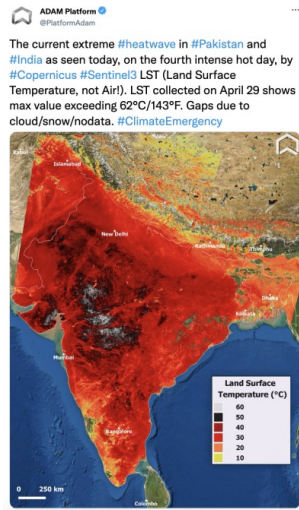 ADAM Platform
@PlatformAdam
The current extreme #heatwave in #Pakistan and
#India as seen today, on the fourth intense hot day, by
#Copernicus #Sentinel3 LST (Land Surface
Temperature, not Air!). LST collected on April 29 shows
max value exceeding 62°C/143°F. Gaps due to
cloud/snow/nodata. #ClimateEmergency
Kabul
Islamabad
New Delhi
Kathmandu
Thimphu
Dhaka
Kolkata
Mumbai
Bangalore
Colombo
Land Surface
Temperature (°C)
60
50
40
30
20
10
0 250 km